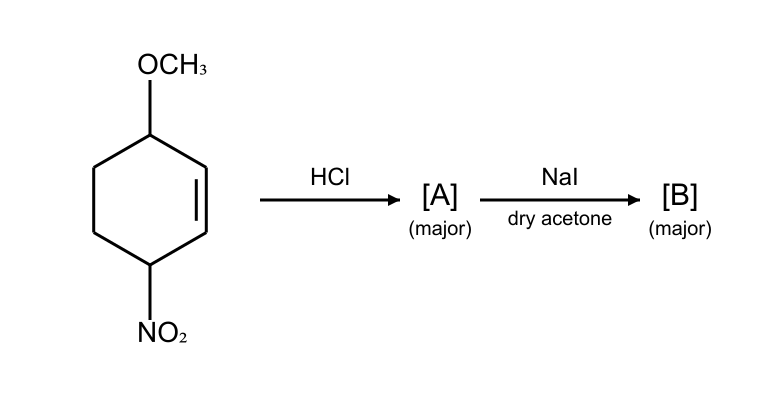 OCH₃
HCl
[A]
(major)
NaI
dry acetone
[B]
(major)
NO₂